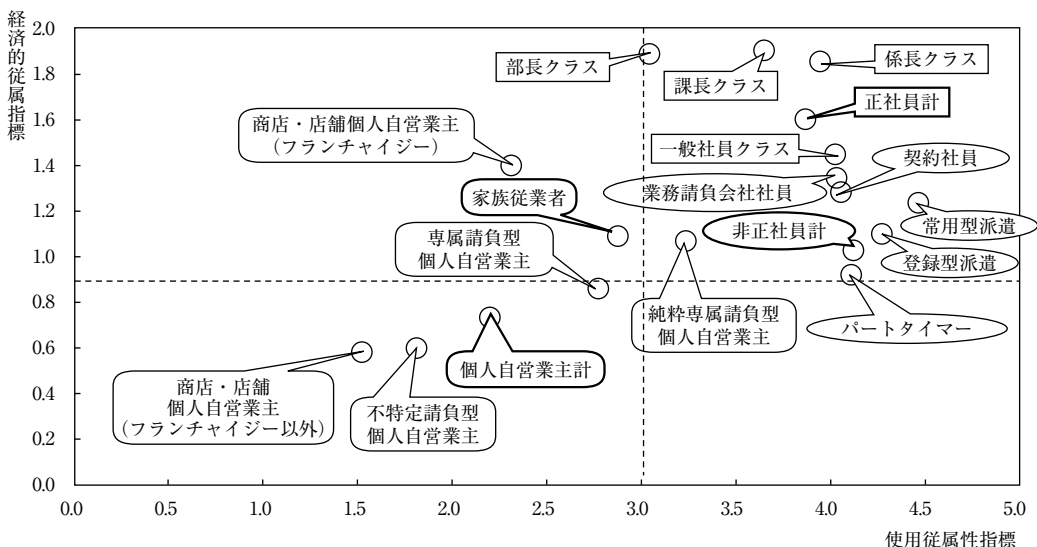 経済的従属指標
2.0
1.8
1.6
1.4
1.2
1.0
0.8
0.6
0.4
0.2
0.0
部長クラス
課長クラス
係長クラス
正社員計
商店・店舗個人自営業主
(フランチャイジー)
一般社員クラス
契約社員
業務請負会社社員
家族従業者
常用型派遣
非正社員計
専属請負型
個人自営業主
登録型派遣
純粋専属請負型
個人自営業主
パートタイマー
個人自営業主計
商店・店舗
個人自営業主
(フランチャイジー以外)
不特定請負型
個人自営業主
0.0
0.5
1.0
1.5
2.0
2.5
3.0
3.5
4.0
4.5
5.0
使用従属性指標